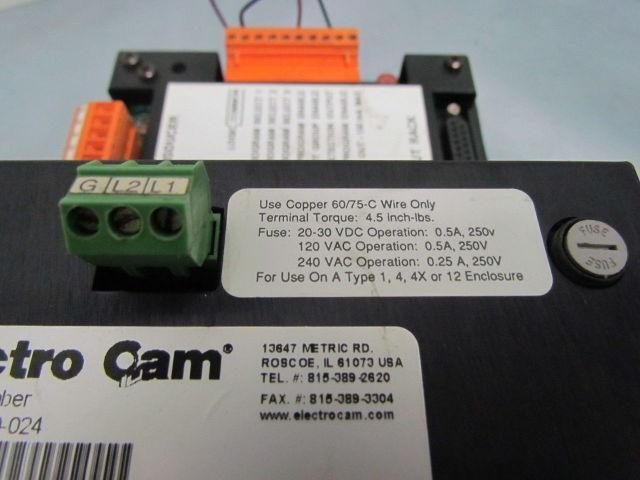 G L2 L1
Use Copper 60/75-C Wire Only
Terminal Torque: 4.5 inch-lbs.
Fuse: 20-30 VDC Operation: 0.5A, 250v
120 VAC Operation: 0.5A, 250V
240 VAC Operation: 0.25 A, 250V
For Use On A Type 1, 4, 4X or 12 Enclosure
FUSE
FUSE
ctro Cam®
13647 METRIC RD.
ROSCOE, IL 61073 USA
TEL. #: 815-389-2620
FAX. #: 815-389-3304
www.electrocam.com
-024